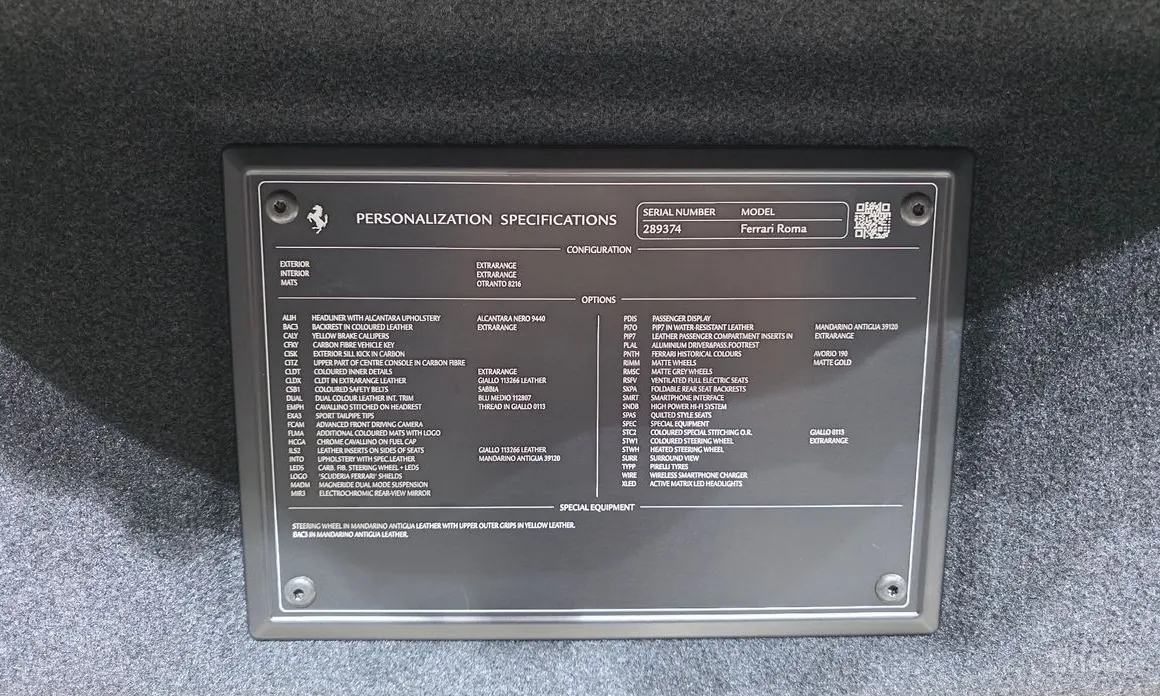 PERSONALIZATION SPECIFICATIONS
SERIAL NUMBER MODEL
289374 Ferrari Roma
CONFIGURATION
EXTERIOR EXTRARANGE
INTERIOR EXTRARANGE
MATS OTRANTO 8216
OPTIONS
ALIH HEADLINER WITH ALCANTARA UPHOLSTERY ALCANTARA NERO 9440
BAC3 BACKREST IN COLOURED LEATHER EXTRARANGE
CALY YELLOW BRAKE CALLIPERS
CFKY CARBON FIBRE VEHICLE KEY
CISK EXTERIOR SILL KICK IN CARBON
CITZ UPPER PART OF CENTRE CONSOLE IN CARBON FIBRE
CLDT COLOURED INNER DETAILS EXTRARANGE
CLDX CLDT IN EXTRARANGE LEATHER GIALLO 113266 LEATHER
CSB1 COLOURED SAFETY BELTS SABBIA
DUAL DUAL COLOUR LEATHER INT. TRIM BLU MEDIO 112807
EMPH CAVALLINO STITCHED ON HEADREST THREAD IN GIALLO 0113
EXA3 SPORT TAILPIPE TIPS
FCAM ADVANCED FRONT DRIVING CAMERA
FLMA ADDITIONAL COLOURED MATS WITH LOGO
HCGA CHROME CAVALLINO ON FUEL CAP
ILS2 LEATHER INSERTS ON SIDES OF SEATS GIALLO 113266 LEATHER
INTO UPHOLSTERY WITH SPEC.LEATHER MANDARINO ANTIGUA 39120
LEDS CARB. FIB. STEERING WHEEL + LEDS
LOGO 'SCUDERIA FERRARI' SHIELDS
MADM MAGNERIDE DUAL MODE SUSPENSION
MIR3 ELECTROCHROMIC REAR-VIEW MIRROR
PDIS PASSENGER DISPLAY
PI7O PIP7 IN WATER-RESISTANT LEATHER MANDARINO ANTIGUA 39120
PIP7 LEATHER PASSENGER COMPARTMENT INSERTS IN EXTRARANGE
PLAL ALUMINIUM DRIVER&PASS.FOOTREST
PNTH FERRARI HISTORICAL COLOURS AVORIO 190
RIMM MATTE WHEELS MATTE GOLD
RMSC MATTE GREY WHEELS
RSFV VENTILATED FULL ELECTRIC SEATS
SKPA FOLDABLE REAR SEAT BACKRESTS
SMRT SMARTPHONE INTERFACE
SNDB HIGH POWER HI-FI SYSTEM
SPAS QUILTED STYLE SEATS
SPEC SPECIAL EQUIPMENT
STC2 COLOURED SPECIAL STITCHING O.R. GIALLO 0113
STW1 COLOURED STEERING WHEEL EXTRARANGE
STWH HEATED STEERING WHEEL
SURR SURROUND VIEW
TYPP PIRELLI TYRES
WIRE WIRELESS SMARTPHONE CHARGER
XLED ACTIVE MATRIX LED HEADLIGHTS
SPECIAL EQUIPMENT
STEERING WHEEL IN MANDARINO ANTIGUA LEATHER WITH UPPER OUTER GRIPS IN YELLOW LEATHER.
BAC3 IN MANDARINO ANTIGUA LEATHER.